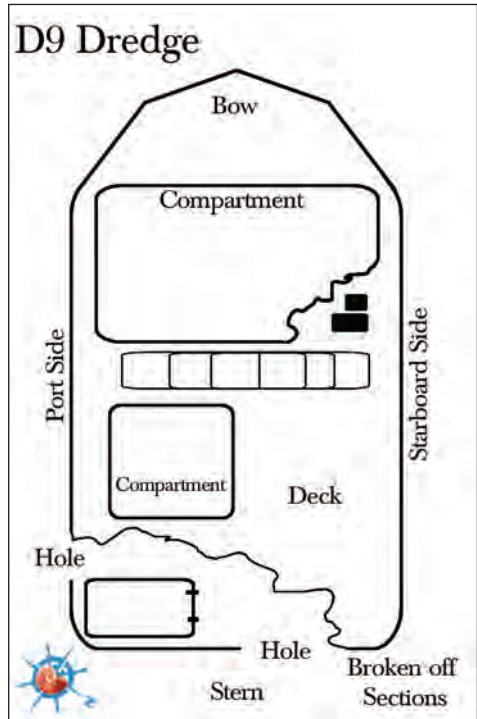 D9 Dredge
Bow
Compartment
Port Side
Starboard Side
Compartment
Deck
Hole
Hole
Broken off
Sections
Stern